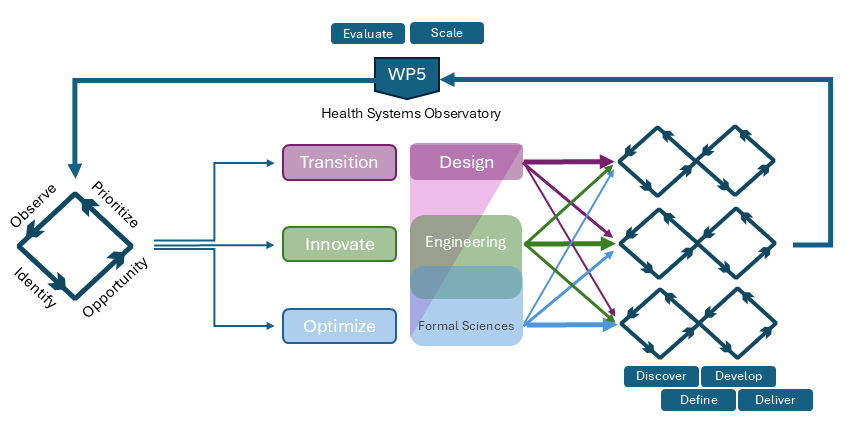 Evaluate
Scale
WP5
Health Systems Observatory
Observe
Prioritize
Identify
Opportunity
Transition
Design
Innovate
Engineering
Optimize
Formal Sciences
Discover
Develop
Define
Deliver